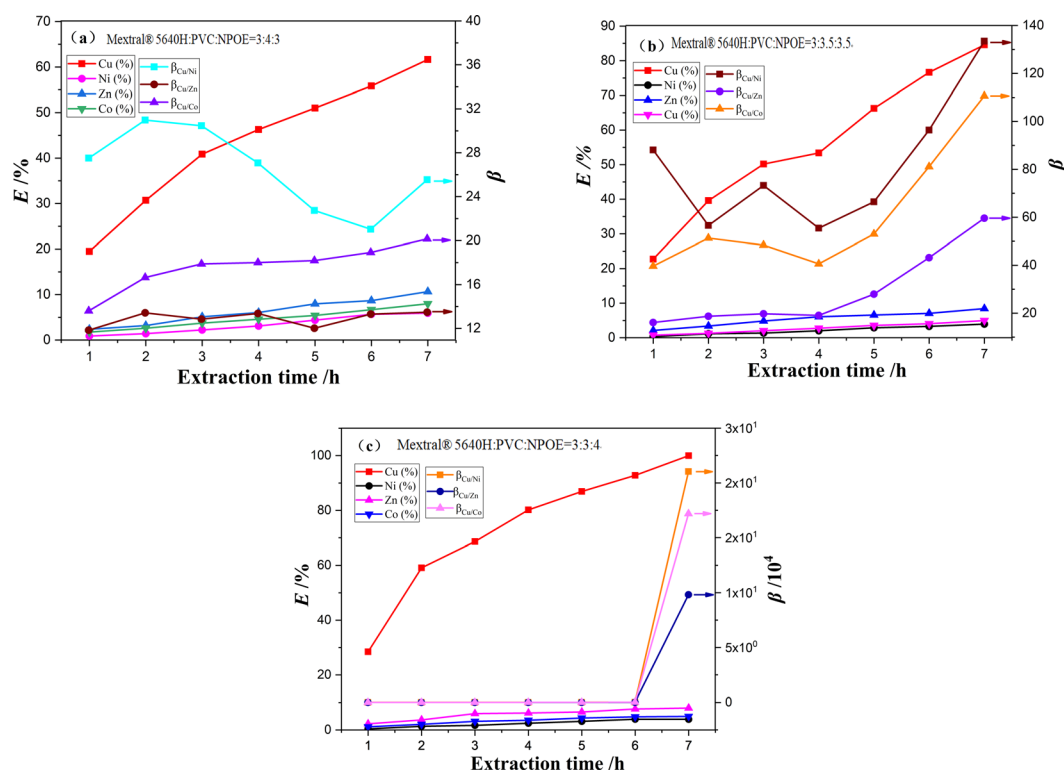 (a) Mextral® 5640H:PVC:NPOE=3:4:3
Cu (%)
Ni (%)
Zn (%)
Co (%)
βCu/Ni
βCu/Zn
βCu/Co
70
60
50
40
30
20
10
0
E /%
40
36
32
28
24
20
16
12
β
1 2 3 4 5 6 7
Extraction time /h
(b) Mextral® 5640H:PVC:NPOE=3:3.5:3.5
Cu (%)
Ni (%)
Zn (%)
Cu (%)
βCu/Ni
βCu/Zn
βCu/Co
90
80
70
60
50
40
30
20
10
0
E /%
140
120
100
80
60
40
20
β
1 2 3 4 5 6 7
Extraction time /h
(c) Mextral® 5640H:PVC:NPOE=3:3:4
Cu (%)
Ni (%)
Zn (%)
Co (%)
βCu/Ni
βCu/Zn
βCu/Co
100
80
60
40
20
0
E /%
3x10¹
2x10¹
2x10¹
1x10¹
5x10⁰
0
β /10⁴
1 2 3 4 5 6 7
Extraction time /h